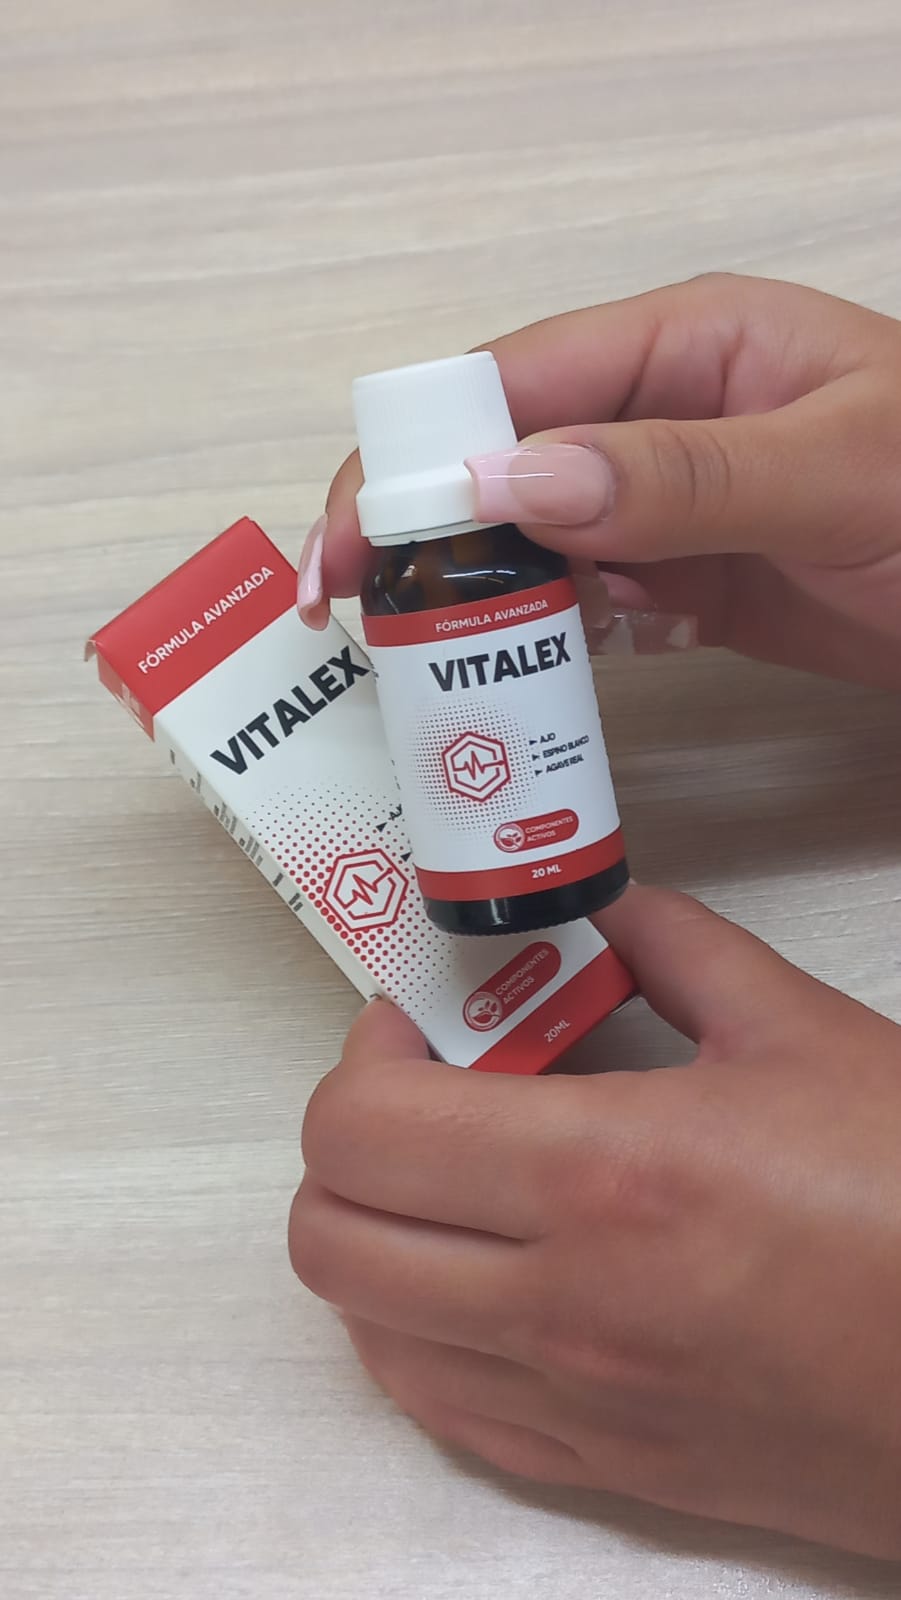 FÓRMULA AVANZADA
VITALEX
AJO
ESPINO BLANCO
AGAVE REAL
COMPONENTES
ACTIVOS
20 ML
FÓRMULA AVANZADA
VITALEX
COMPONENTES
ACTIVOS
20ML